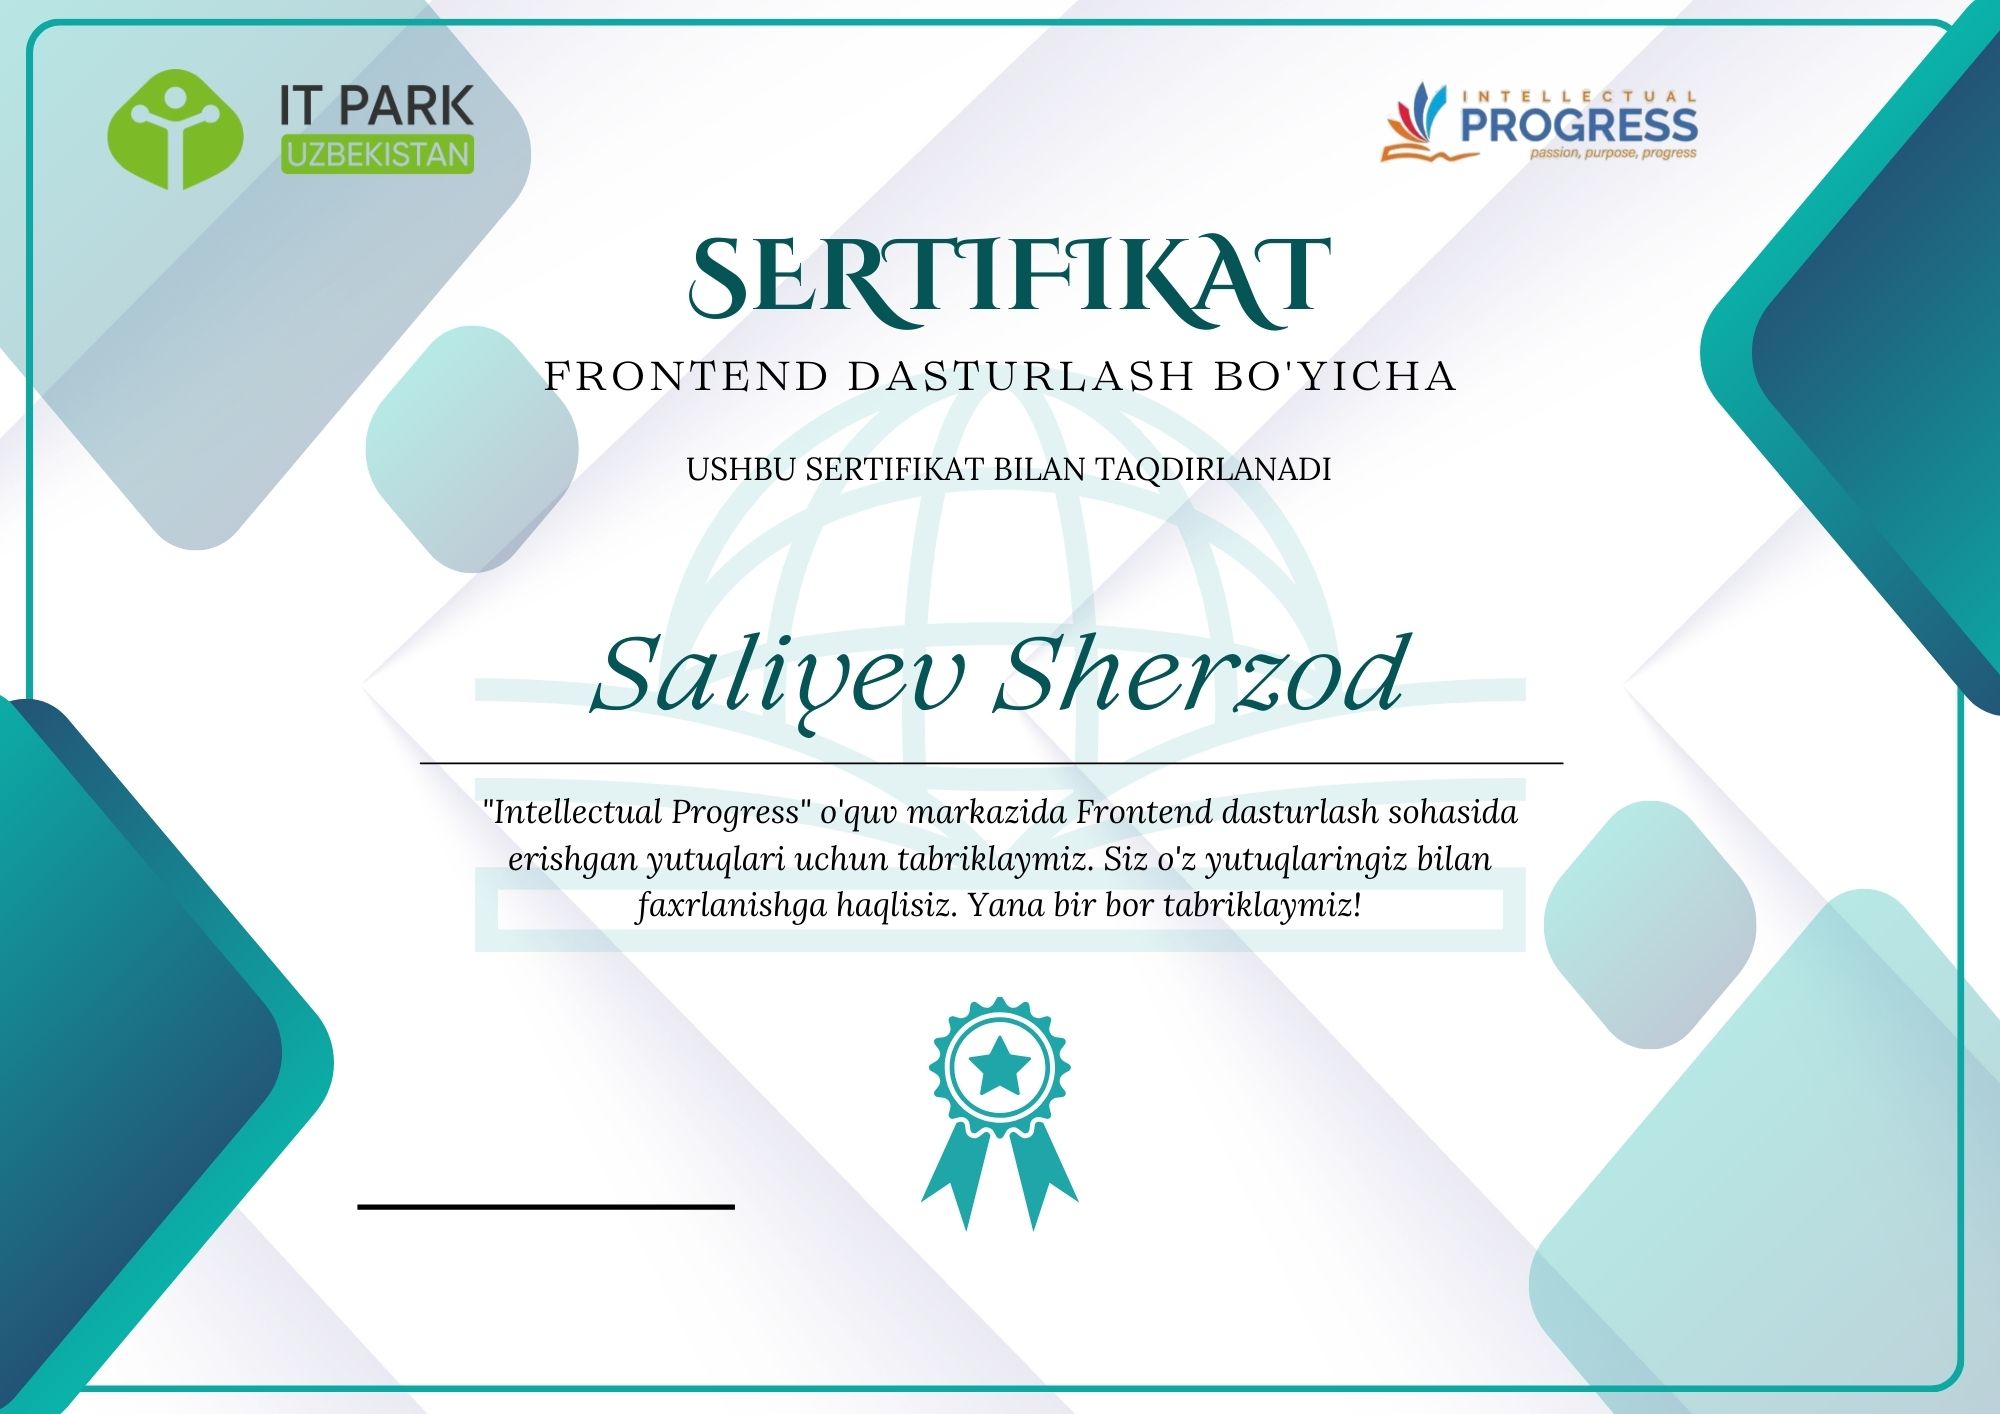 IT PARK
UZBEKISTAN
INTELLECTUAL
PROGRESS
passion, purpose, progress
SERTIFIKAT
FRONTEND DASTURLASH BO'YICHA
USHBU SERTIFIKAT BILAN TAQDIRLANADI
Saliyev Sherzod
"Intellectual Progress" o'quv markazida Frontend dasturlash sohasida
erishgan yutuqlari uchun tabriklaymiz. Siz o'z yutuqlaringiz bilan
faxrlanishga haqlisiz. Yana bir bor tabriklaymiz!